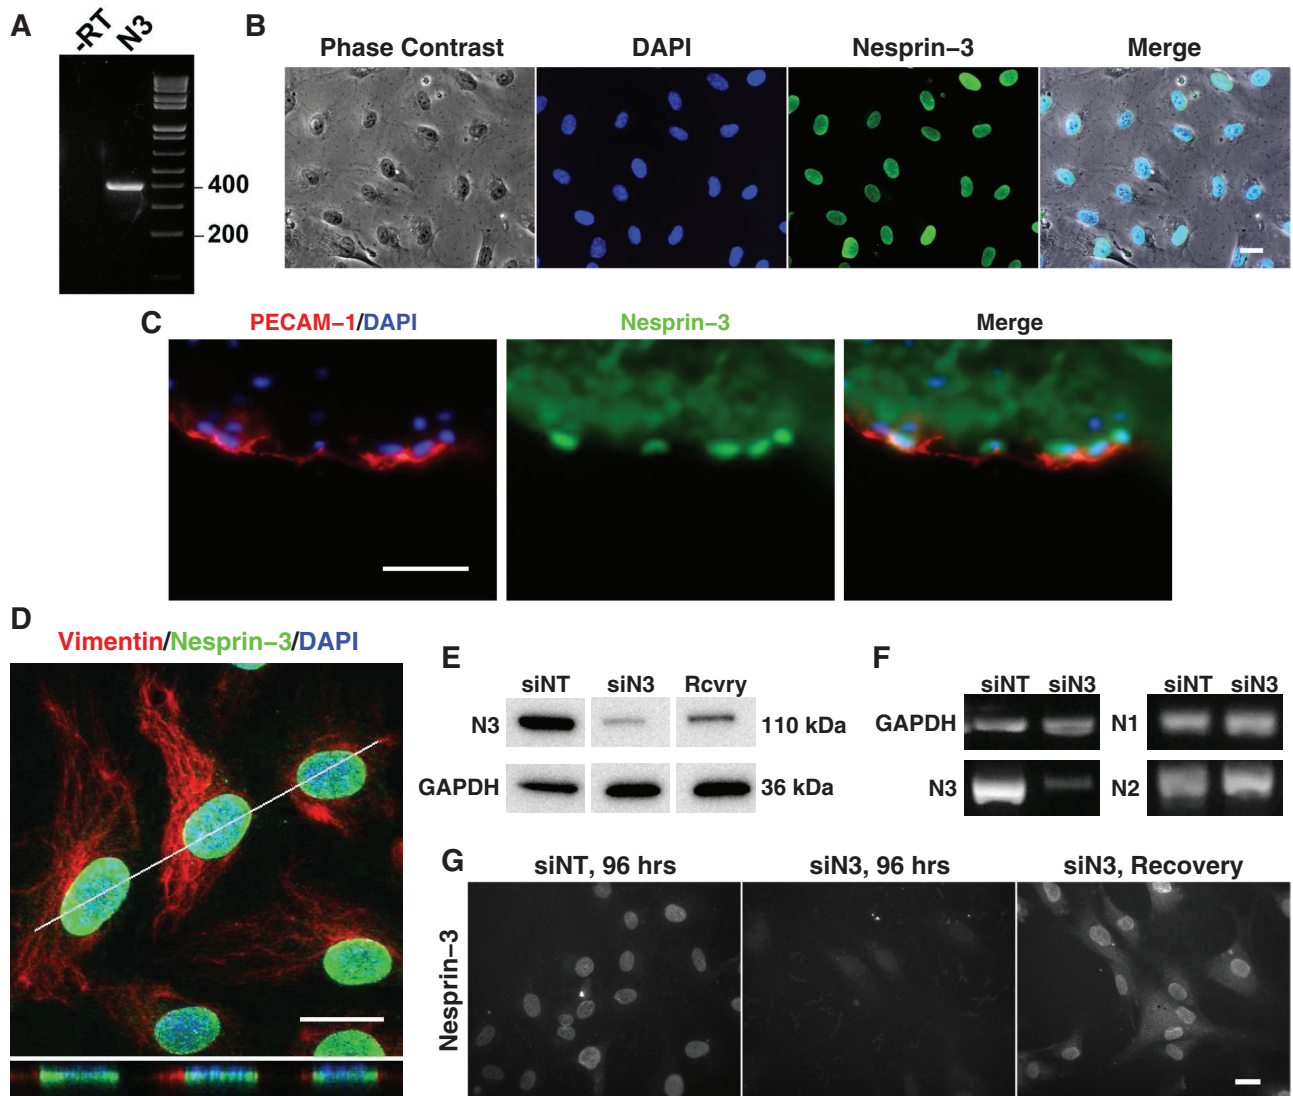 A
-RT
N3
400
200
B
Phase Contrast
DAPI
Nesprin–3
Merge
C
PECAM–1/DAPI
Nesprin–3
Merge
D
Vimentin/Nesprin–3/DAPI
E
siNT
siN3
Rcvry
N3
110 kDa
GAPDH
36 kDa
F
siNT
siN3
siNT
siN3
GAPDH
N1
N3
N2
G
siNT, 96 hrs
siN3, 96 hrs
siN3, Recovery
Nesprin–3